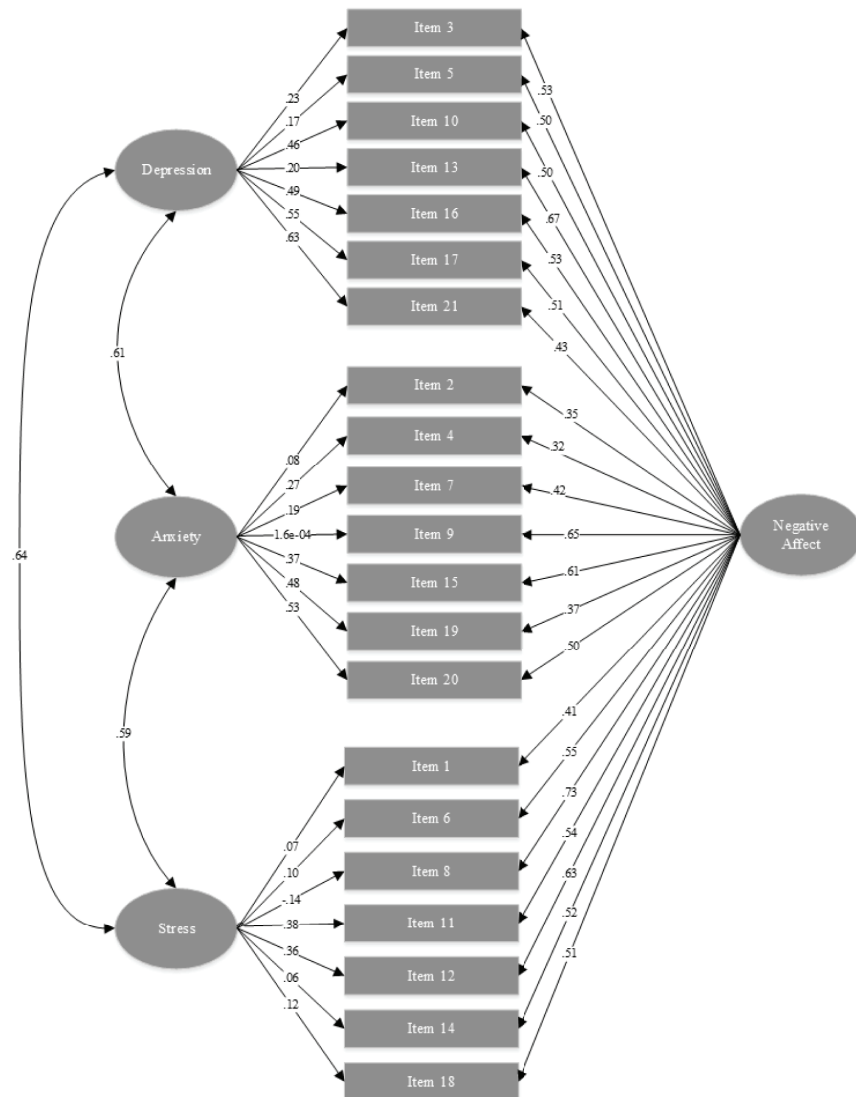 Item 3
Item 5
Item 10
Item 13
Item 16
Item 17
Item 21
Depression
.23
.17
.46
.20
.49
.55
.63
.53
.50
.50
.67
.53
.51
.43
.61
.64
.59
Item 2
Item 4
Item 7
Item 9
Item 15
Item 19
Item 20
Anxiety
.08
.27
.19
1.6e-04
.37
.48
.53
.35
.32
.42
.65
.61
.37
.50
Negative
Affect
Item 1
Item 6
Item 8
Item 11
Item 12
Item 14
Item 18
Stress
.07
.10
-.14
.38
.36
.06
.12
.41
.55
.73
.54
.63
.52
.51